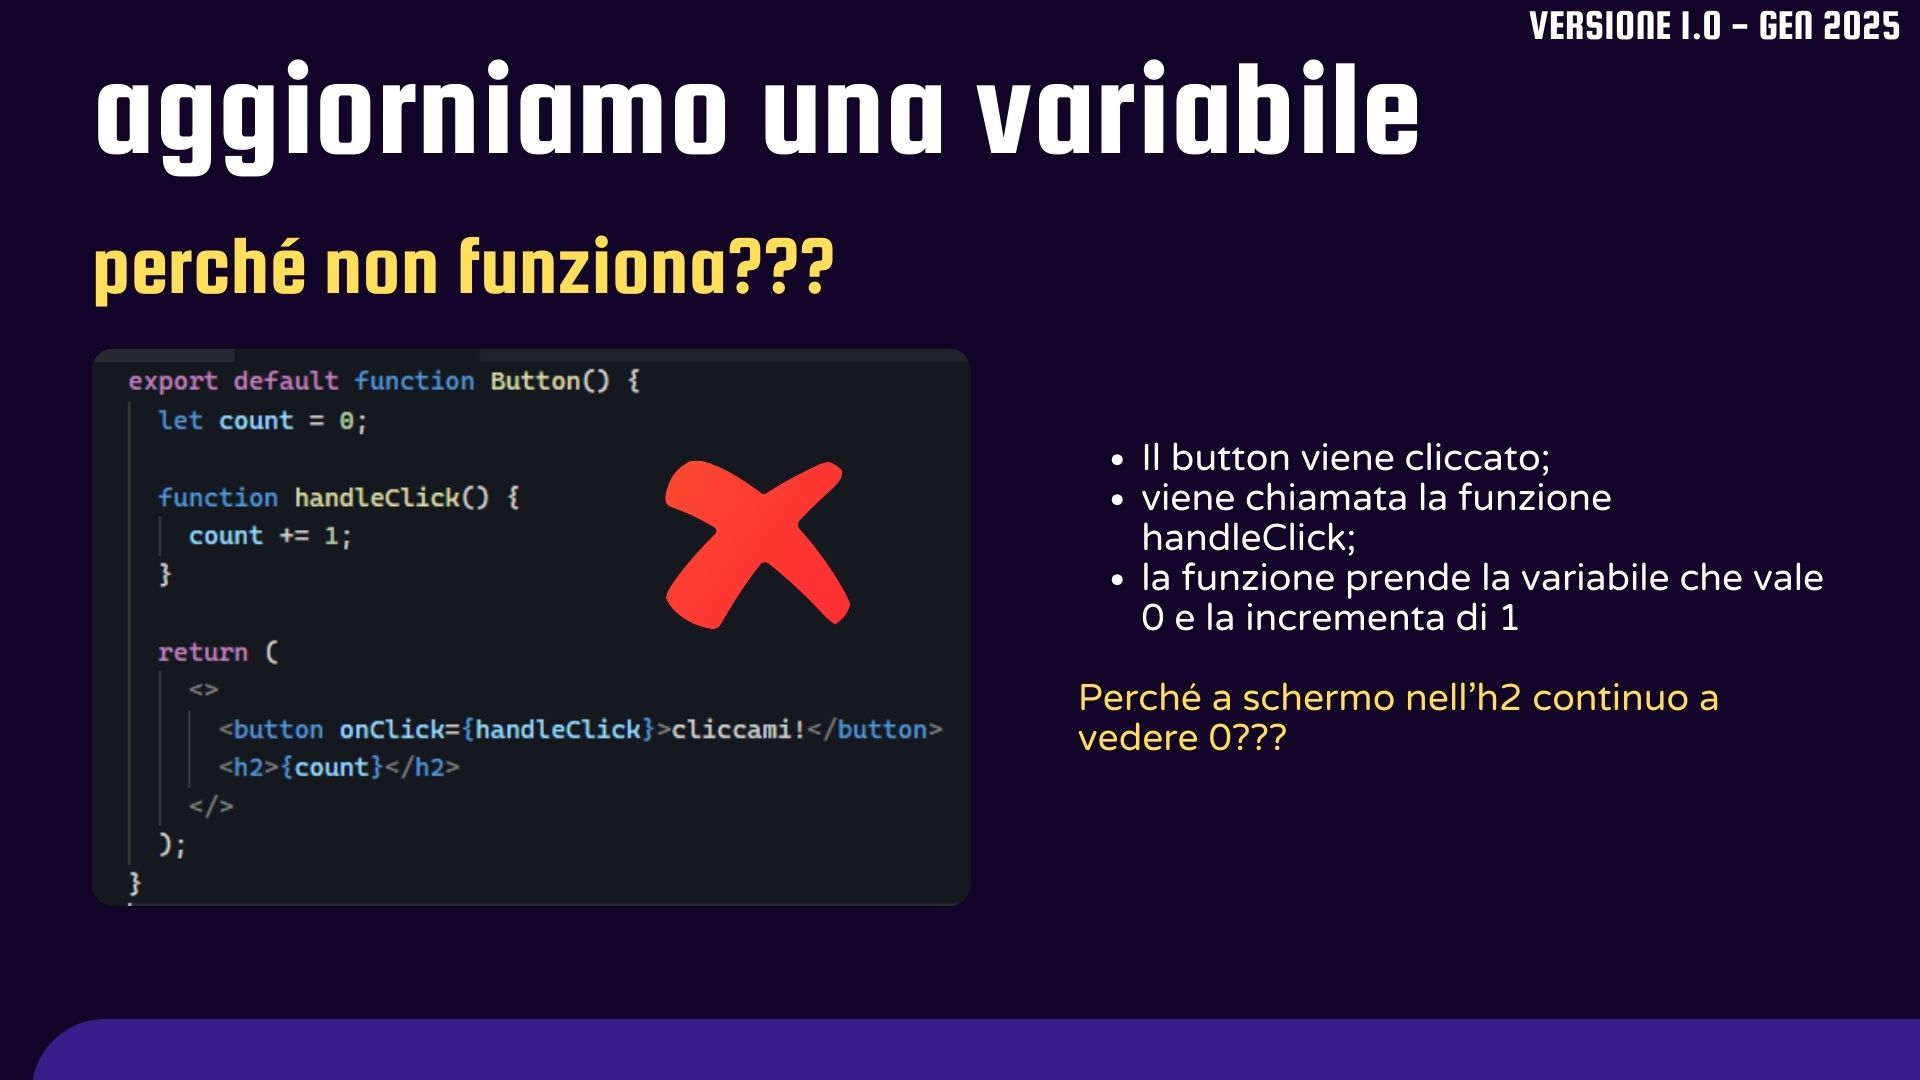 VERSIONE 1.0 - GEN 2025
aggiorniamo una variabile
perché non funziona???
export default function Button() {
let count = 0;
function handleClick() {
count += 1;
}
return (
<>
<button onClick={handleClick}>cliccami!</button>
<h2>{count}</h2>
</>
);
}
• Il button viene cliccato;
• viene chiamata la funzione
handleClick;
• la funzione prende la variabile che vale
0 e la incrementa di 1
Perché a schermo nell’h2 continuo a
vedere 0???